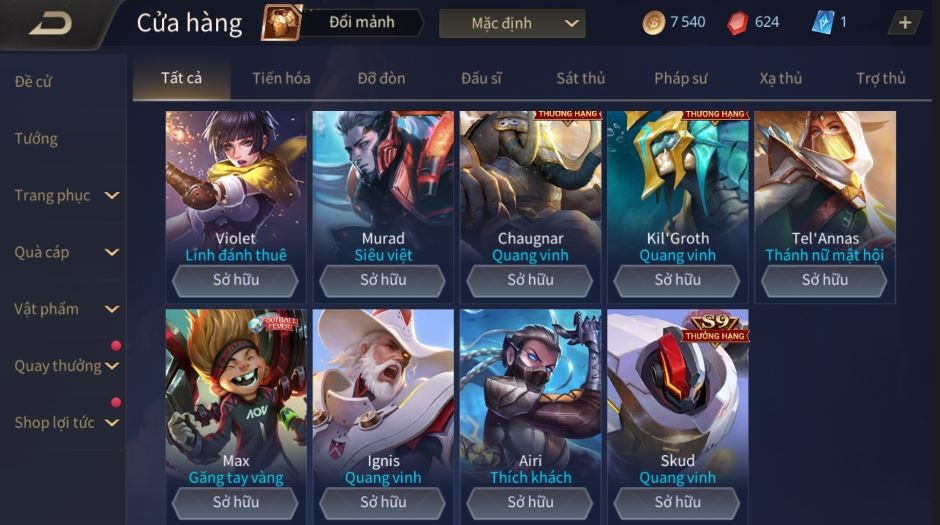 Cửa hàng
Đổi mảnh
Mặc định
7 540
624
1
+
Đề cử
Tướng
Trang phục
Quà cáp
Vật phẩm
Quay thưởng
Shop lợi tức
Tất cả
Tiến hóa
Đỡ đòn
Đấu sĩ
Sát thủ
Pháp sư
Xạ thủ
Trợ thủ
Violet
Lính đánh thuê
Sở hữu
Murad
Siêu việt
Sở hữu
THƯỜNG HẠNG
Chaugnar
Quang vinh
Sở hữu
THƯỜNG HẠNG
Kil'Groth
Quang vinh
Sở hữu
Tel'Annas
Thánh nữ mật hội
Sở hữu
FOOTBALL
FEVER
AOV
Max
Găng tay vàng
Sở hữu
Ignis
Quang vinh
Sở hữu
Airi
Thích khách
Sở hữu
S9
THƯỞNG HẠNG
Skud
Quang vinh
Sở hữu